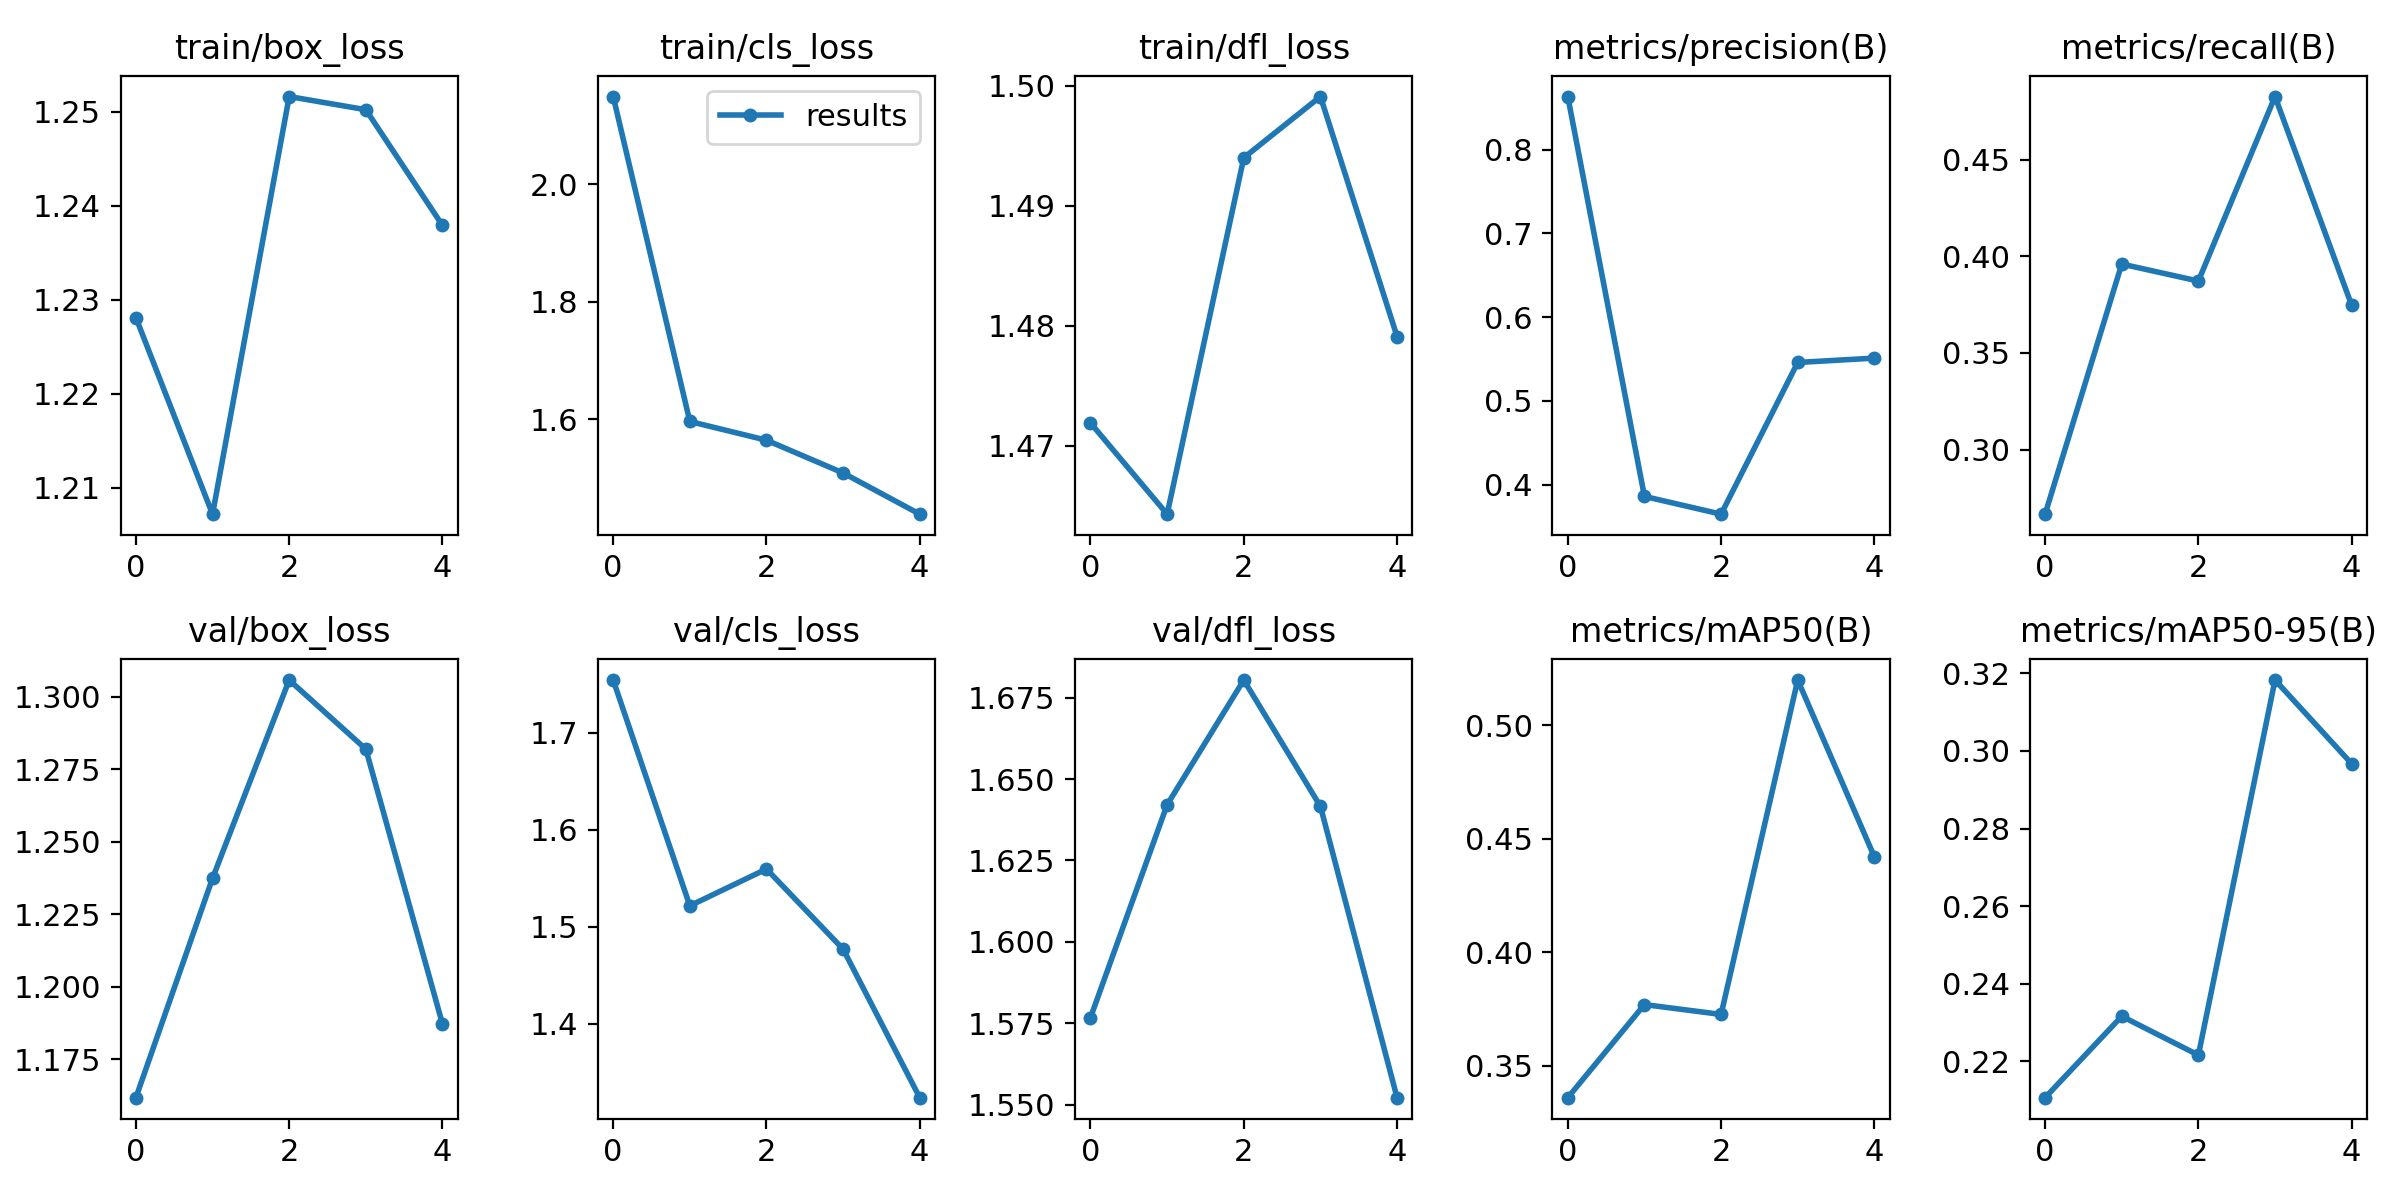 train/box_loss
1.25
1.24
1.23
1.22
1.21
0 2 4
train/cls_loss
results
2.0
1.8
1.6
0 2 4
train/dfl_loss
1.50
1.49
1.48
1.47
0 2 4
metrics/precision(B)
0.8
0.7
0.6
0.5
0.4
0 2 4
metrics/recall(B)
0.45
0.40
0.35
0.30
0 2 4
val/box_loss
1.300
1.275
1.250
1.225
1.200
1.175
0 2 4
val/cls_loss
1.7
1.6
1.5
1.4
0 2 4
val/dfl_loss
1.675
1.650
1.625
1.600
1.575
1.550
0 2 4
metrics/mAP50(B)
0.50
0.45
0.40
0.35
0 2 4
metrics/mAP50-95(B)
0.32
0.30
0.28
0.26
0.24
0.22
0 2 4